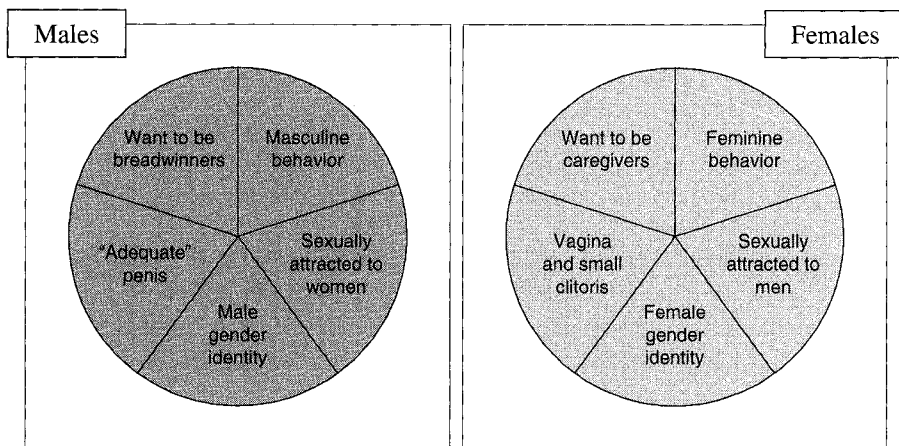 Males
Want to be
breadwinners
Masculine
behavior
"Adequate"
penis
Sexually
attracted to
women
Male
gender
identity
Females
Want to be
caregivers
Feminine
behavior
Vagina
and small
clitoris
Sexually
attracted to
men
Female
gender
identity